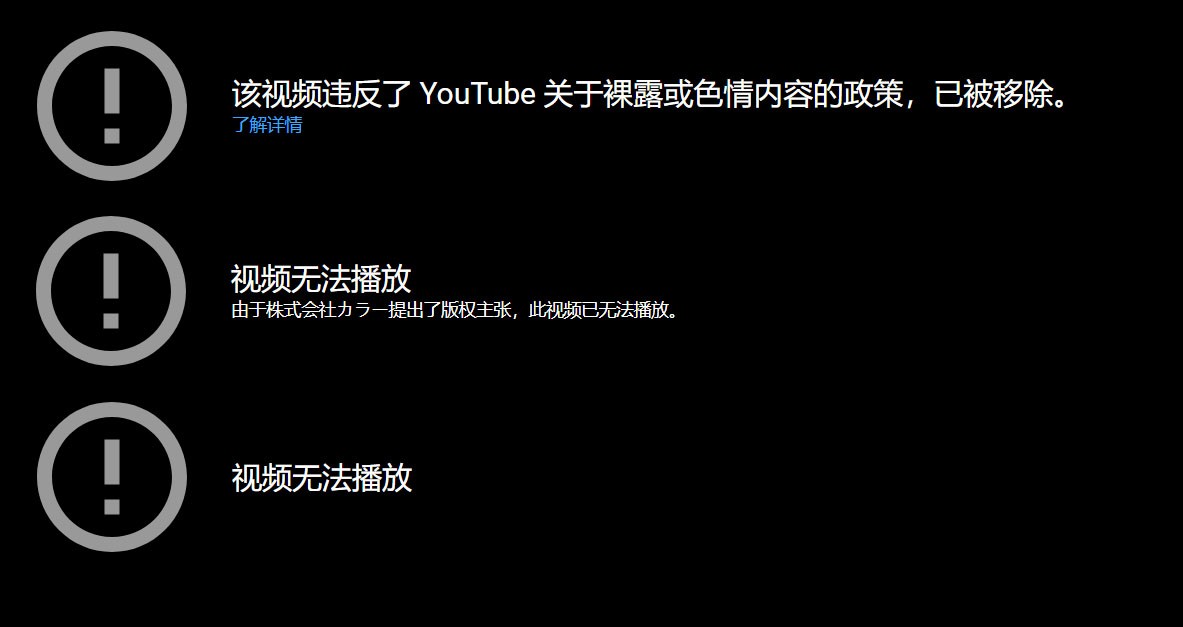 该视频违反了 YouTube 关于裸露或色情内容的政策，已被移除。
了解详情
视频无法播放
由于株式会社カラー提出了版权主张，此视频已无法播放。
视频无法播放